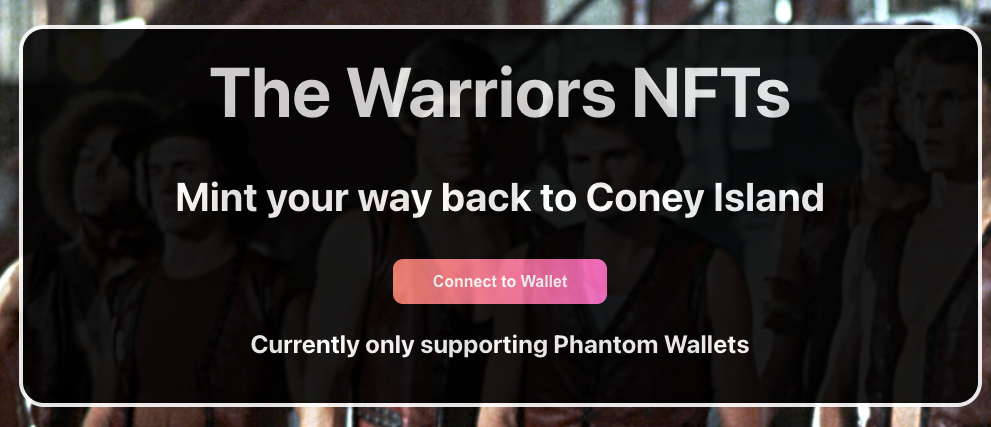 The Warriors NFTs
Mint your way back to Coney Island
Connect to Wallet
Currently only supporting Phantom Wallets